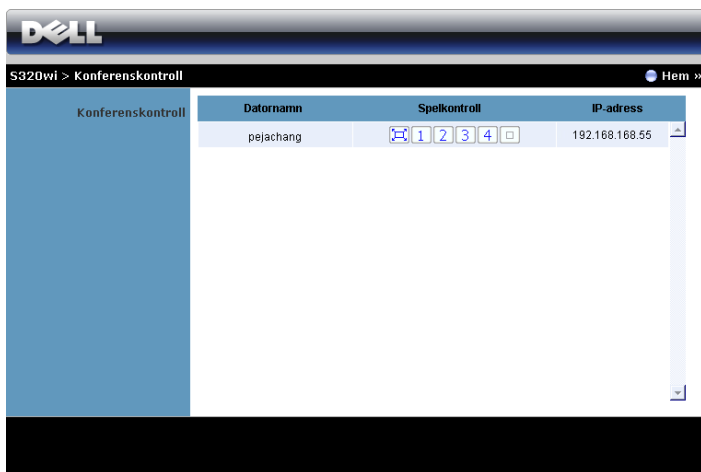 DELL
S320wi > Konferenskontroll
Hem »
Konferenskontroll
Datornamn Spelkontroll IP-adress
pejachang 1 2 3 4 192.168.168.55